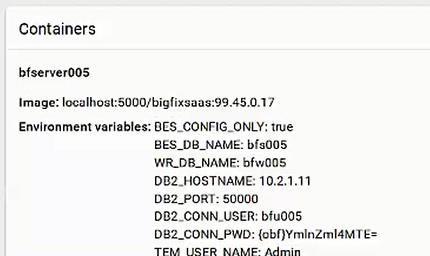 Containers
bfserver005
Image: localhost:5000/bigfixsaas:99.45.0.17
Environment variables: BES_CONFIG_ONLY: true
BES_DB_NAME: bfs005
WR_DB_NAME: bfw005
DB2_HOSTNAME: 10.2.1.11
DB2_PORT: 50000
DB2_CONN_USER: bfu005
DB2_CONN_PWD: {obf}YmlnZml4MTE=
TEM_USER_NAME: Admin